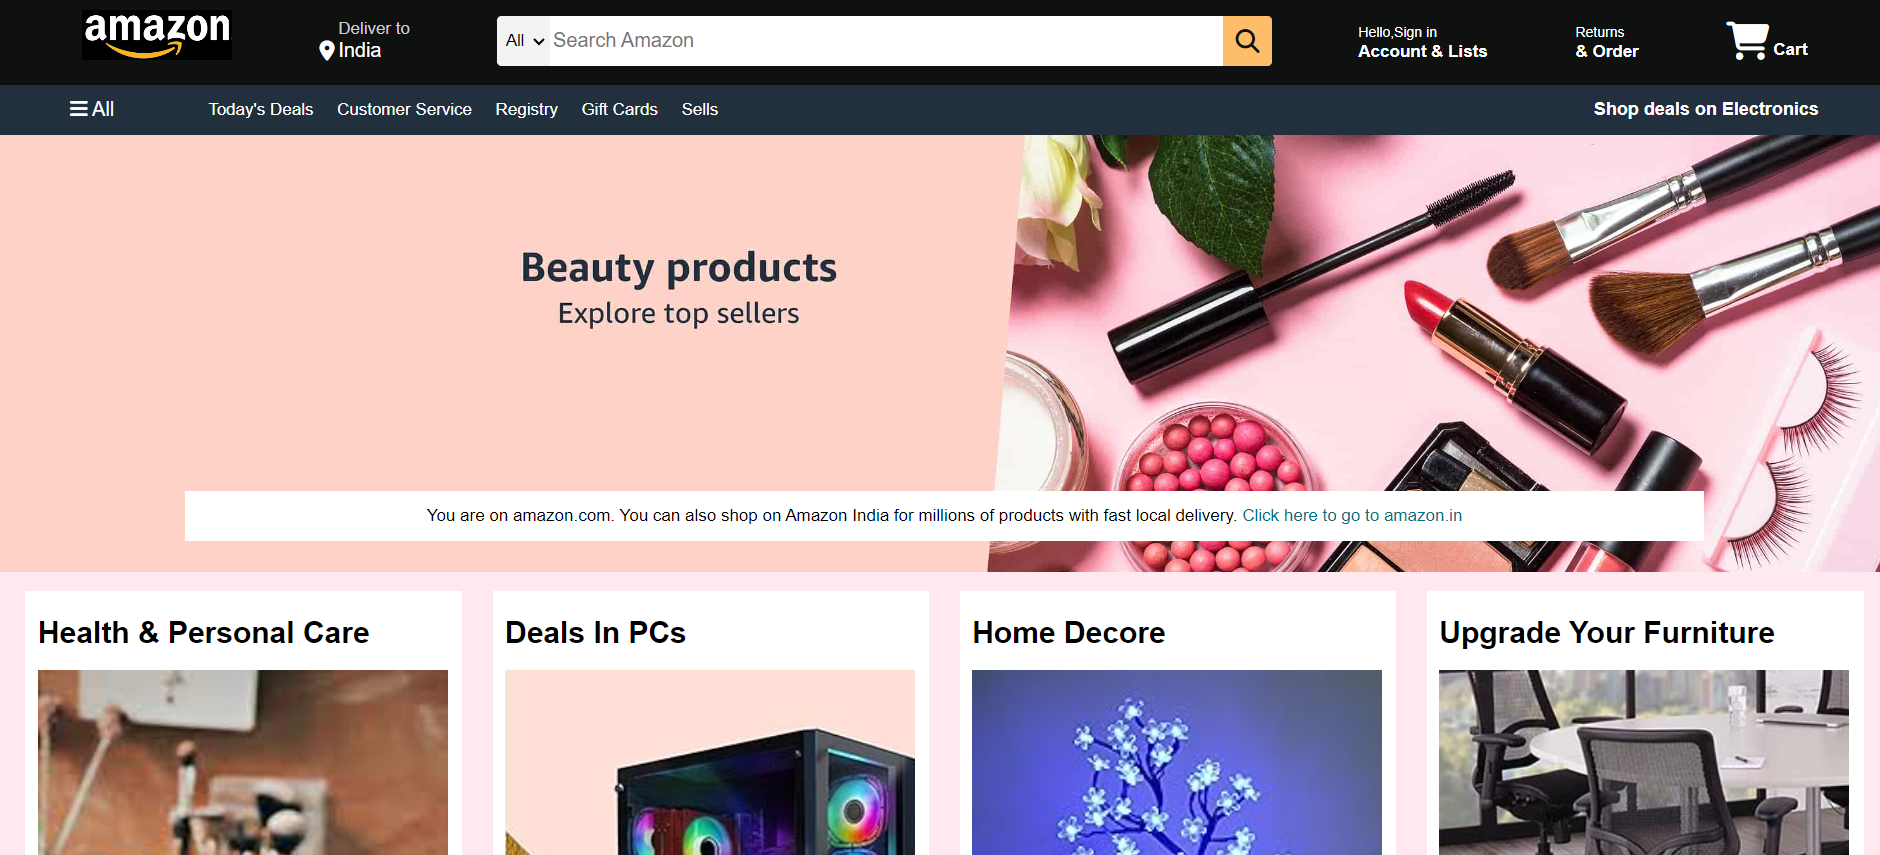 amazon
Deliver to
India
All
Search Amazon
Hello,Sign in
Account & Lists
Returns
& Order
Cart
All
Today's Deals
Customer Service
Registry
Gift Cards
Sells
Shop deals on Electronics
Beauty products
Explore top sellers
You are on amazon.com. You can also shop on Amazon India for millions of products with fast local delivery. Click here to go to amazon.in
Health & Personal Care
Deals In PCs
Home Decore
Upgrade Your Furniture